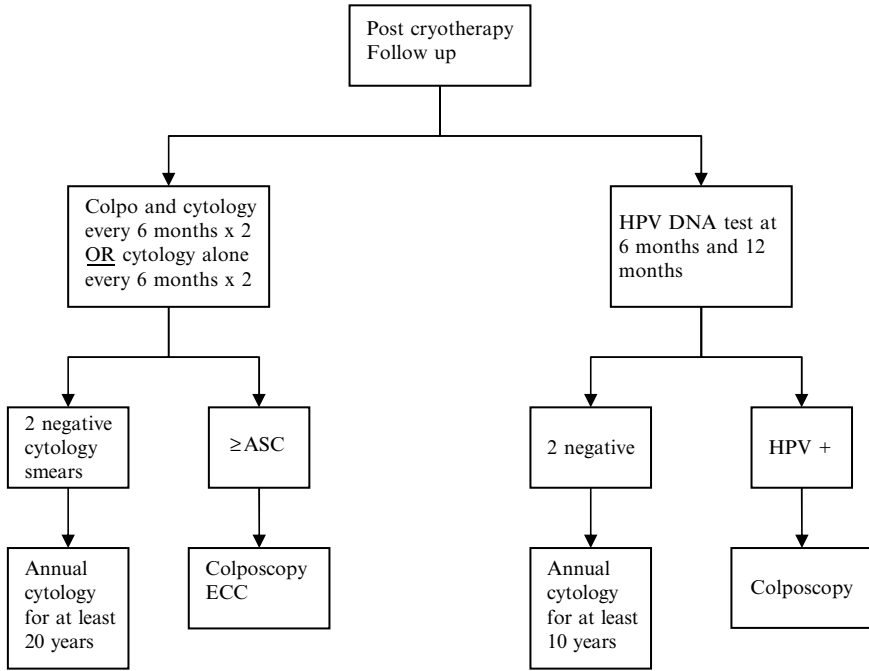 Post cryotherapy
Follow up
Colpo and cytology
every 6 months x 2
OR cytology alone
every 6 months x 2
HPV DNA test at
6 months and 12
months
2 negative
cytology
smears
≥ASC
2 negative
HPV +
Annual
cytology
for at least
20 years
Colposcopy
ECC
Annual
cytology
for at least
10 years
Colposcopy